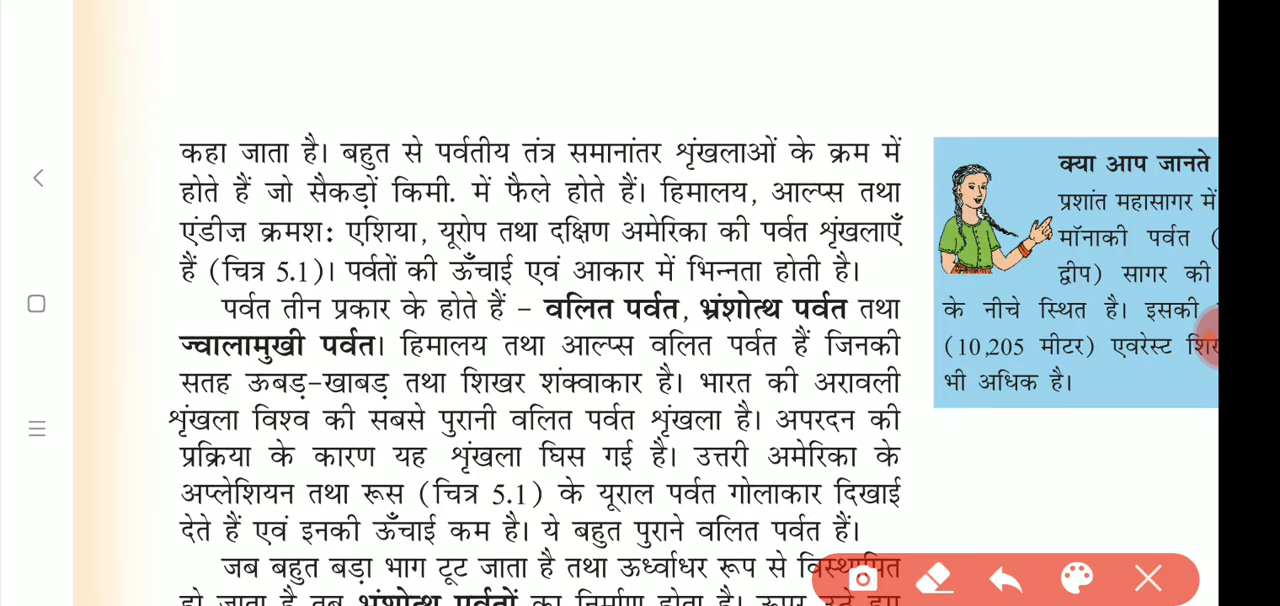 कहा जाता है। बहुत से पर्वतीय तंत्र समानांतर शृंखलाओं के क्रम में
होते हैं जो सैकड़ों किमी. में फैले होते हैं। हिमालय, आल्प्स तथा
एंडीज़ क्रमशः एशिया, यूरोप तथा दक्षिण अमेरिका की पर्वत शृंखलाएँ
हैं (चित्र 5.1)। पर्वतों की ऊँचाई एवं आकार में भिन्नता होती है।
पर्वत तीन प्रकार के होते हैं – वलित पर्वत, भ्रंशोत्थ पर्वत तथा
ज्वालामुखी पर्वत। हिमालय तथा आल्प्स वलित पर्वत हैं जिनकी
सतह ऊबड़-खाबड़ तथा शिखर शंक्वाकार है। भारत की अरावली
शृंखला विश्व की सबसे पुरानी वलित पर्वत शृंखला है। अपरदन की
प्रक्रिया के कारण यह शृंखला घिस गई है। उत्तरी अमेरिका के
अप्लेशियन तथा रूस (चित्र 5.1) के यूराल पर्वत गोलाकार दिखाई
देते हैं एवं इनकी ऊँचाई कम है। ये बहुत पुराने वलित पर्वत हैं।
जब बहुत बड़ा भाग टूट जाता है तथा ऊर्ध्वाधर रूप से विस्थापित
हो जाता है तब भ्रंशोत्थ पर्वतों का निर्माण होता है। ऊपर उठे हुए
क्या आप जानते
प्रशांत महासागर में
मॉनाकी पर्वत (
द्वीप) सागर की
के नीचे स्थित है। इसकी
(10,205 मीटर) एवरेस्ट
भी अधिक है।